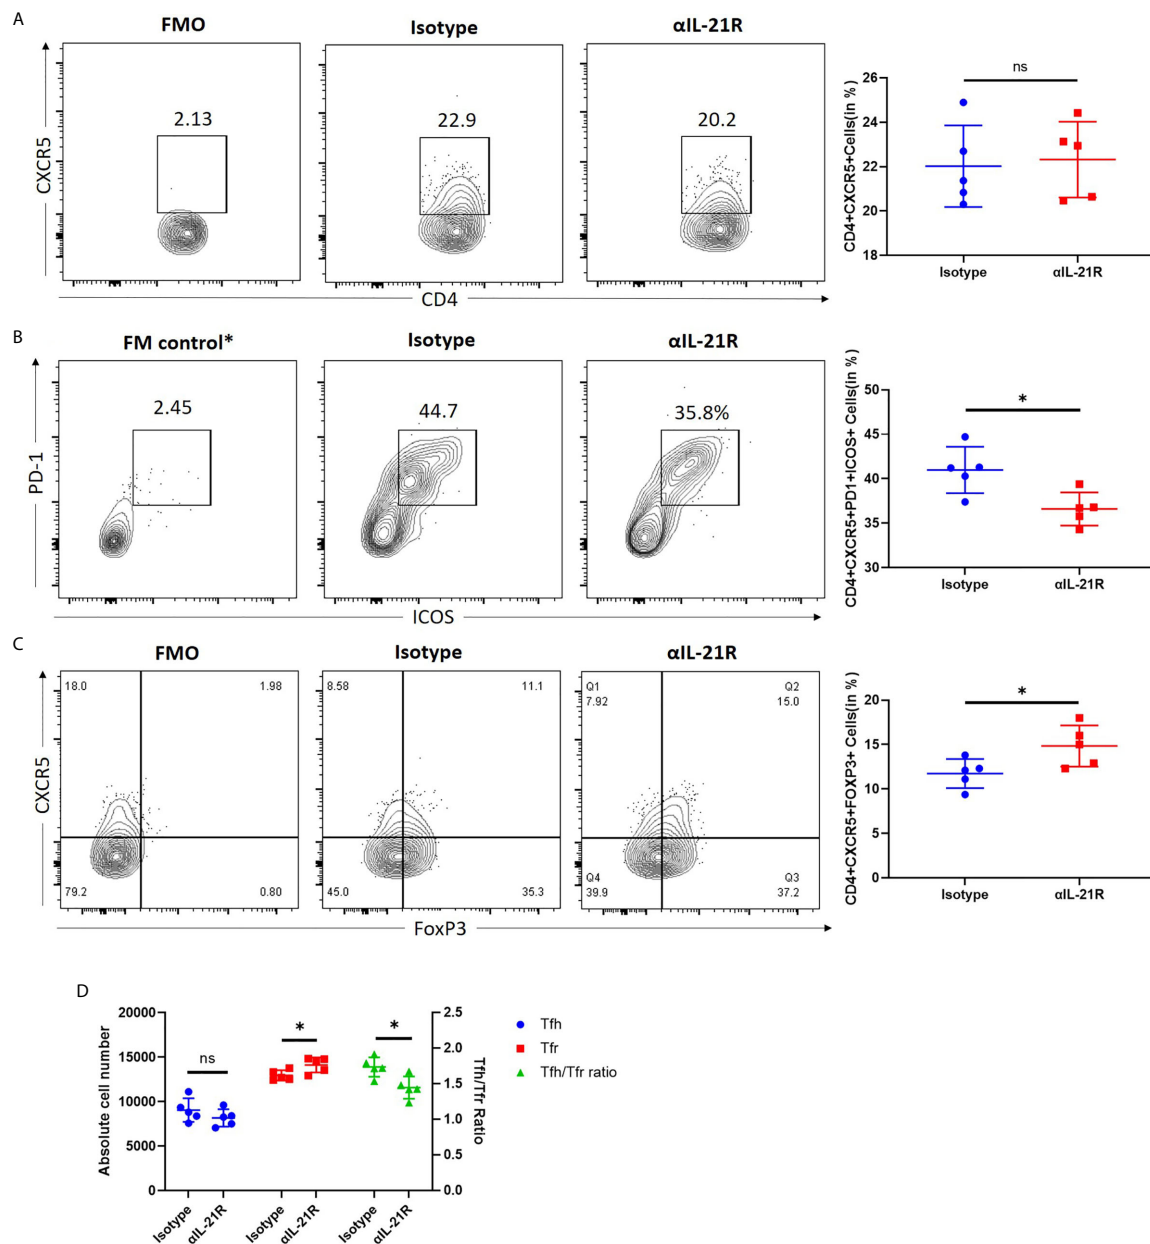 A
FMO
Isotype
αIL-21R
2.13
22.9
20.2
CXCR5
CD4
ns
CD4+CXCR5+Cells(in %)
26
24
22
20
18
Isotype
αIL-21R
B
FM control*
Isotype
αIL-21R
2.45
44.7
35.8%
PD-1
ICOS
*
CD4+CXCR5+PD1+ICOS+ Cells(in %)
50
45
40
35
30
Isotype
αIL-21R
C
FMO
Isotype
αIL-21R
18.0
1.98
79.2
0.80
8.58
11.1
45.0
35.3
Q1
7.92
Q2
15.0
Q4
39.9
Q3
37.2
CXCR5
FoxP3
*
CD4+CXCR5+FOXP3+ Cells(in %)
20
15
10
5
0
Isotype
αIL-21R
D
Absolute cell number
20000
15000
10000
5000
0
ns
*
*
2.5
2.0
1.5
1.0
0.5
0.0
Tfh/Tfr Ratio
Isotype
αIL-21R
Isotype
αIL-21R
Isotype
αIL-21R
Tfh
Tfr
Tfh/Tfr ratio